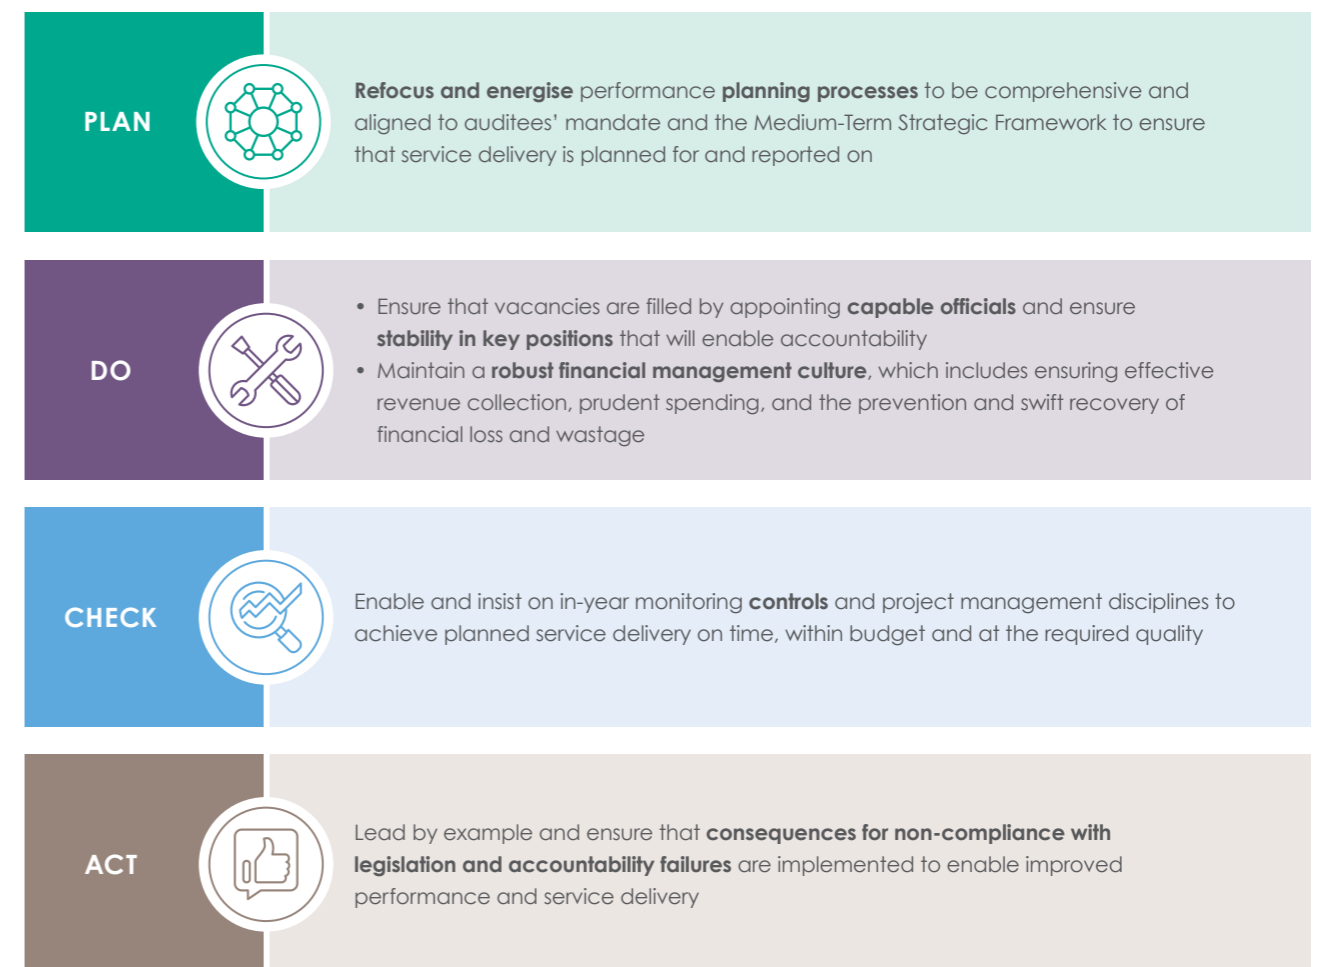 PLAN
Refocus and energise performance planning processes to be comprehensive and
aligned to auditees’ mandate and the Medium-Term Strategic Framework to ensure
that service delivery is planned for and reported on
DO
• Ensure that vacancies are filled by appointing capable officials and ensure
stability in key positions that will enable accountability
• Maintain a robust financial management culture, which includes ensuring effective
revenue collection, prudent spending, and the prevention and swift recovery of
financial loss and wastage
CHECK
Enable and insist on in-year monitoring controls and project management disciplines to
achieve planned service delivery on time, within budget and at the required quality
ACT
Lead by example and ensure that consequences for non-compliance with
legislation and accountability failures are implemented to enable improved
performance and service delivery